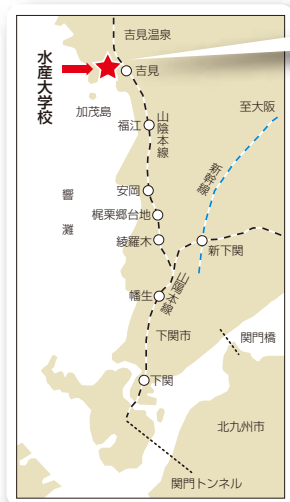 吉見温泉
水産大学校
吉見
加茂島
至大阪
福江
山陰本線
新幹線
安岡
響灘
梶栗郷台地
綾羅木
新下関
山陽本線
幡生
下関市
関門橋
下関
北九州市
関門トンネル